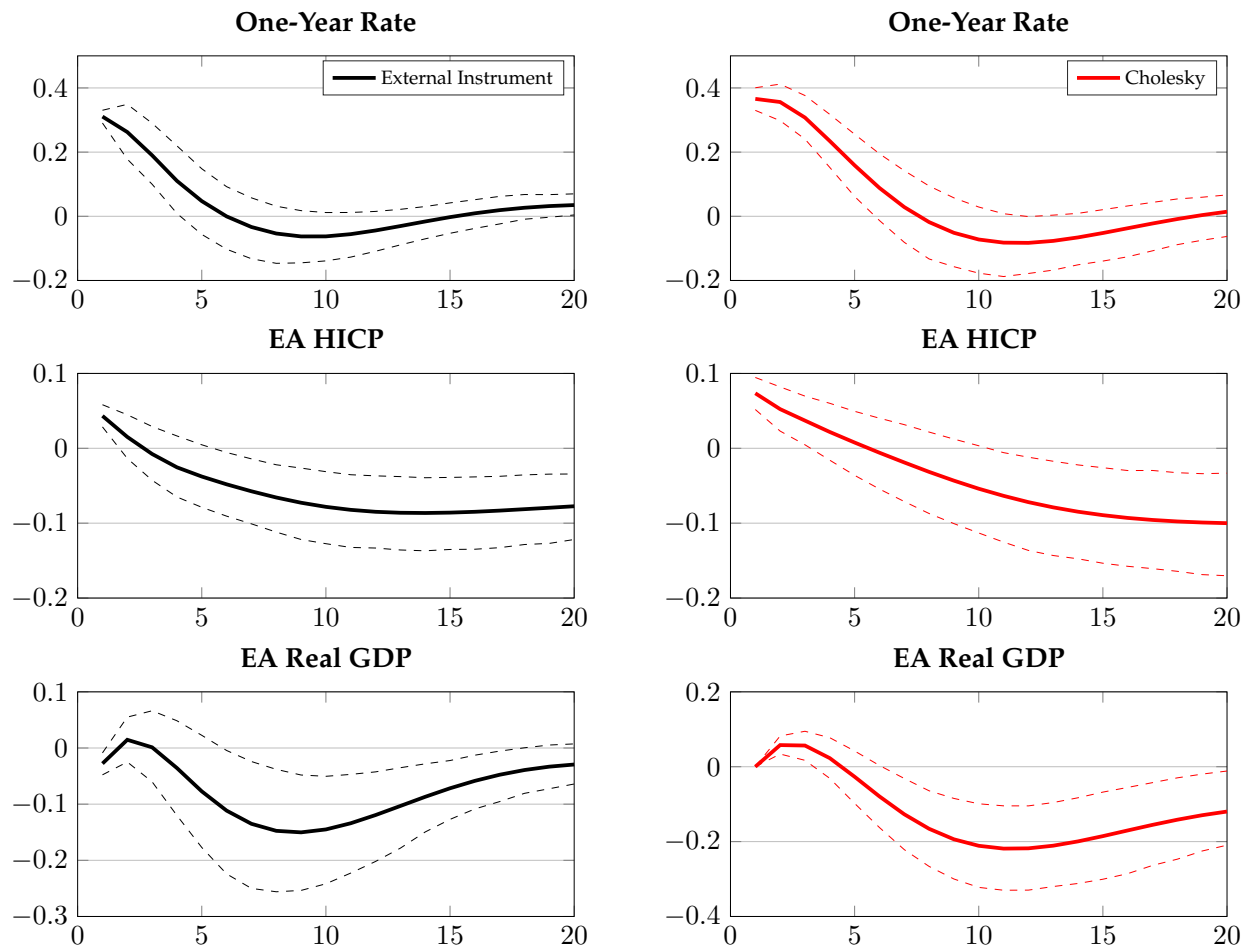 One-Year Rate
External Instrument
0.4
0.2
0
−0.2
0 5 10 15 20
One-Year Rate
Cholesky
0.4
0.2
0
−0.2
0 5 10 15 20
EA HICP
0.1
0
−0.1
−0.2
0 5 10 15 20
EA HICP
0.1
0
−0.1
−0.2
0 5 10 15 20
EA Real GDP
0.1
0
−0.1
−0.2
−0.3
0 5 10 15 20
EA Real GDP
0.2
0
−0.2
−0.4
0 5 10 15 20